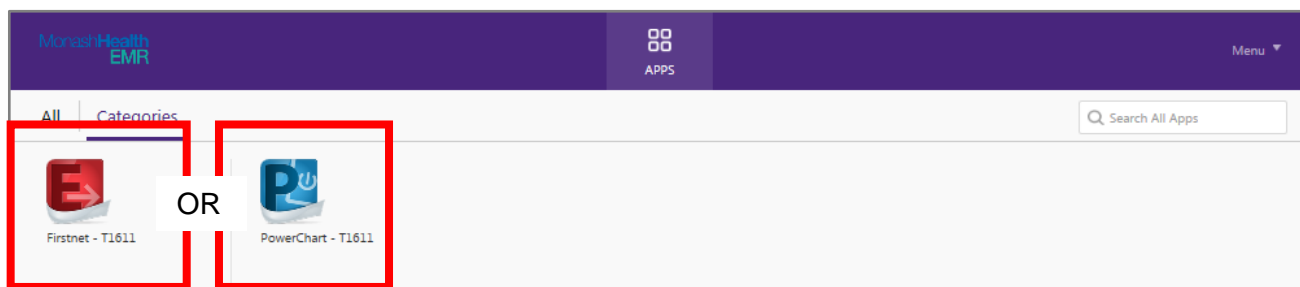 MonashHealth
EMR
APPS
Menu
All
Categories
Search All Apps
OR
Firstnet - T1611
PowerChart - T1611